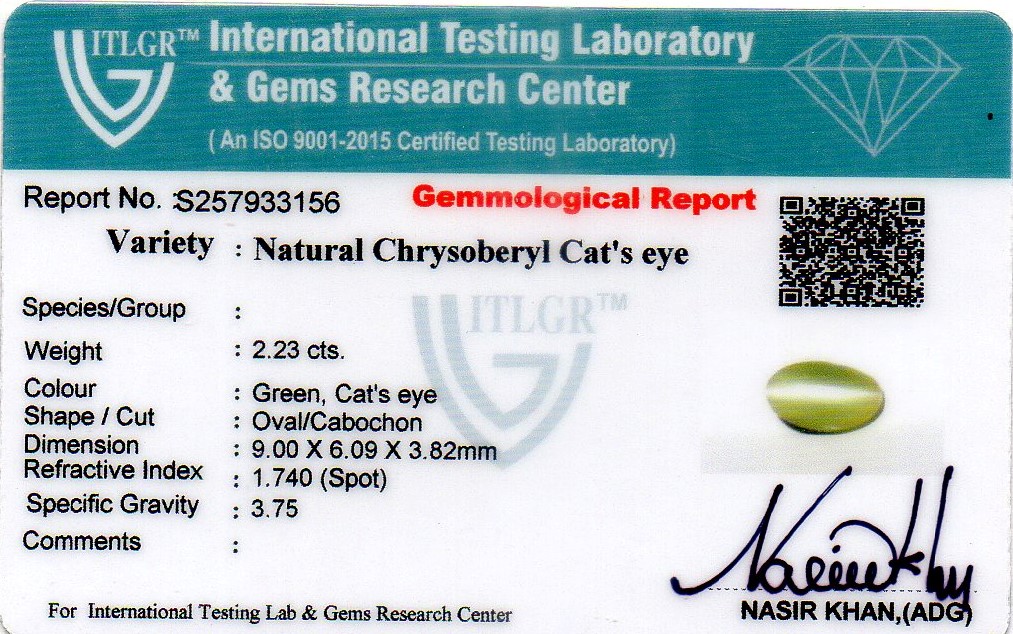 ITLGR™ International Testing Laboratory
& Gems Research Center
( An ISO 9001-2015 Certified Testing Laboratory)
Report No. :S257933156
Gemmological Report
Variety : Natural Chrysoberyl Cat's eye
ITLGR™
Species/Group :
Weight : 2.23 cts.
Colour : Green, Cat's eye
Shape / Cut : Oval/Cabochon
Dimension : 9.00 X 6.09 X 3.82mm
Refractive Index : 1.740 (Spot)
Specific Gravity : 3.75
Comments :
For International Testing Lab & Gems Research Center
Nasir Khan
NASIR KHAN,(ADG)